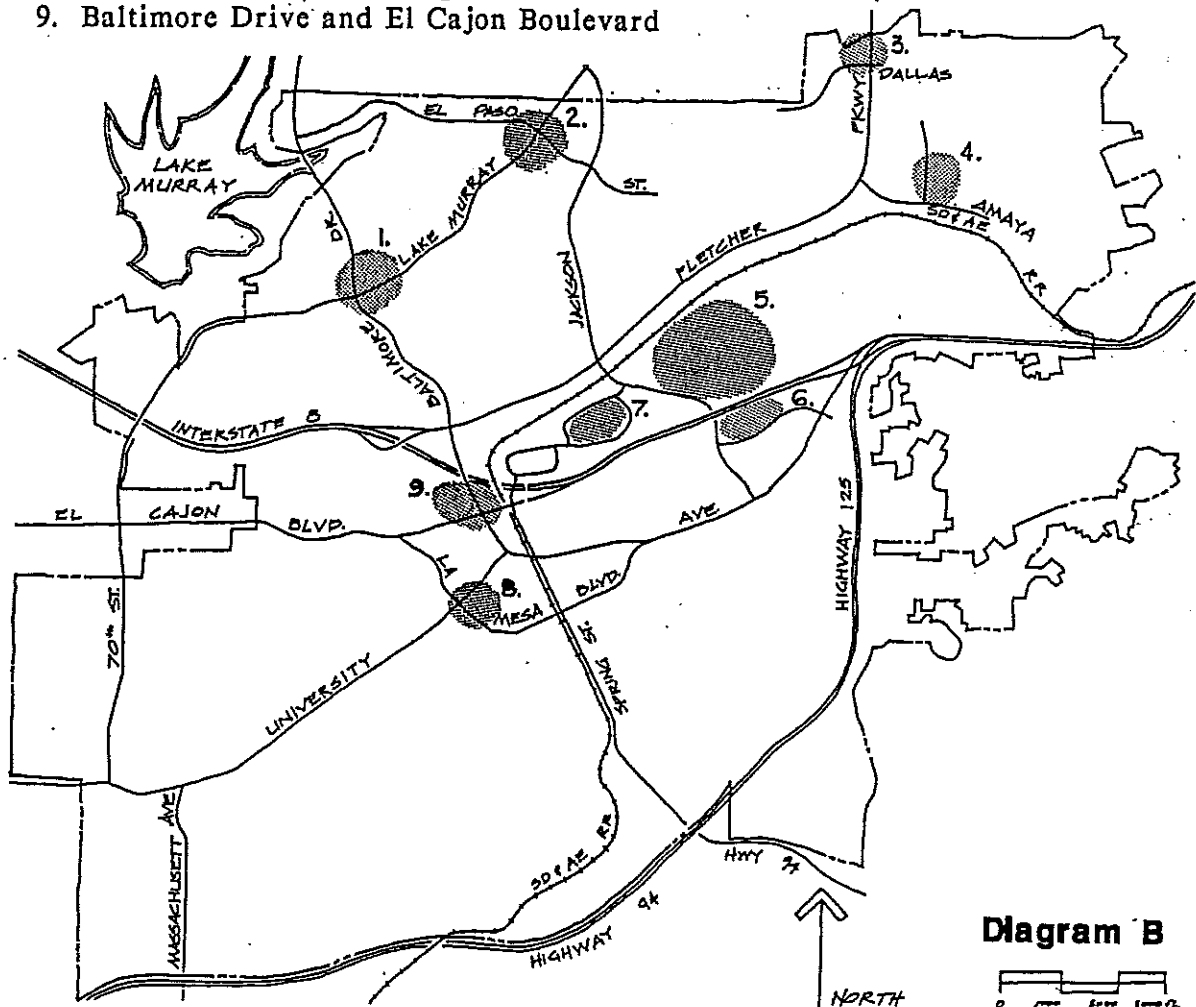 9. Baltimore Drive and El Cajon Boulevard
3.
DALLAS
PKWY
EL PASO
2.
LAKE
MURRAY
4.
ST.
AMAYA
SD & AE
RR
DR.
1.
LAKE MURRAY
FLETCHER
JACKSON
5.
BALTIMORE
INTERSTATE 8
7.
6.
9.
EL CAJON BLVD.
AVE.
HIGHWAY 125
LA
8.
MESA BLVD.
70th ST.
SPRING ST.
UNIVERSITY
MASSACHUSETT AVE
SD & AE RR
HWY
94
HIGHWAY
94
Diagram B
NORTH
0